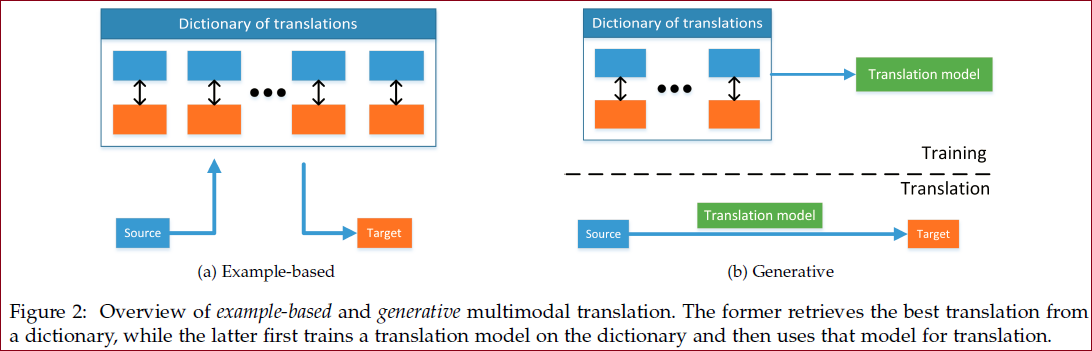 Dictionary of translations
Source
Target
(a) Example-based
Dictionary of translations
Translation model
Training
Translation
Translation model
Source
Target
(b) Generative
Figure 2: Overview of example-based and generative multimodal translation. The former retrieves the best translation from
a dictionary, while the latter first trains a translation model on the dictionary and then uses that model for translation.